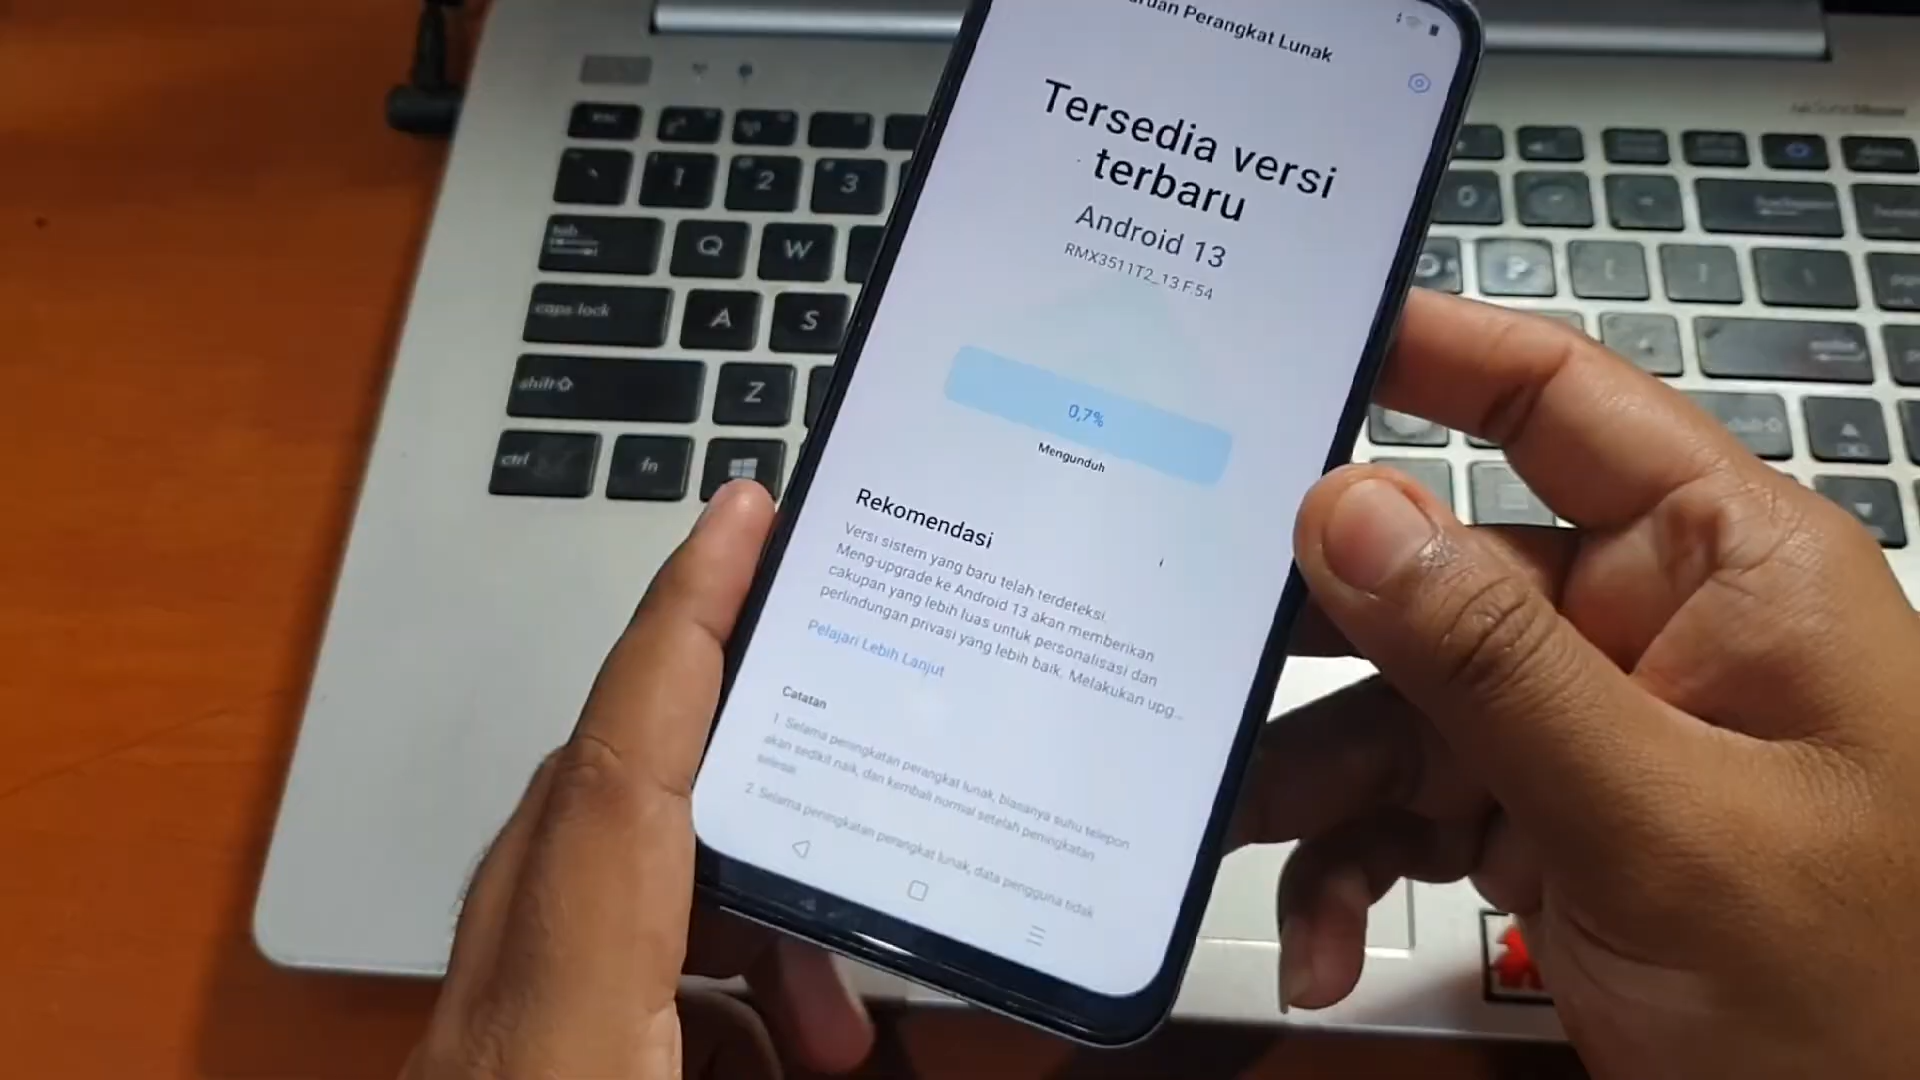 Perangkat Lunak
Tersedia versi
terbaru
Android 13
RMX3511T2_13.F.54
0,7%
Mengunduh
Rekomendasi
Versi sistem yang baru telah terdeteksi.
Meng-upgrade ke Android 13 akan memberikan
cakupan yang lebih luas untuk personalisasi dan
perlindungan privasi yang lebih baik. Melakukan upg...
Pelajari Lebih Lanjut
Catatan
1. Selama peningkatan perangkat lunak, biasanya suhu telepon
akan sedikit naik, dan kembali normal setelah peningkatan
selesai.
2. Selama peningkatan perangkat lunak, data pengguna tidak
esc
1
2
3
tab
Q
W
caps lock
A
S
shift
Z
ctrl
fn
0
P
[
]
\
enter